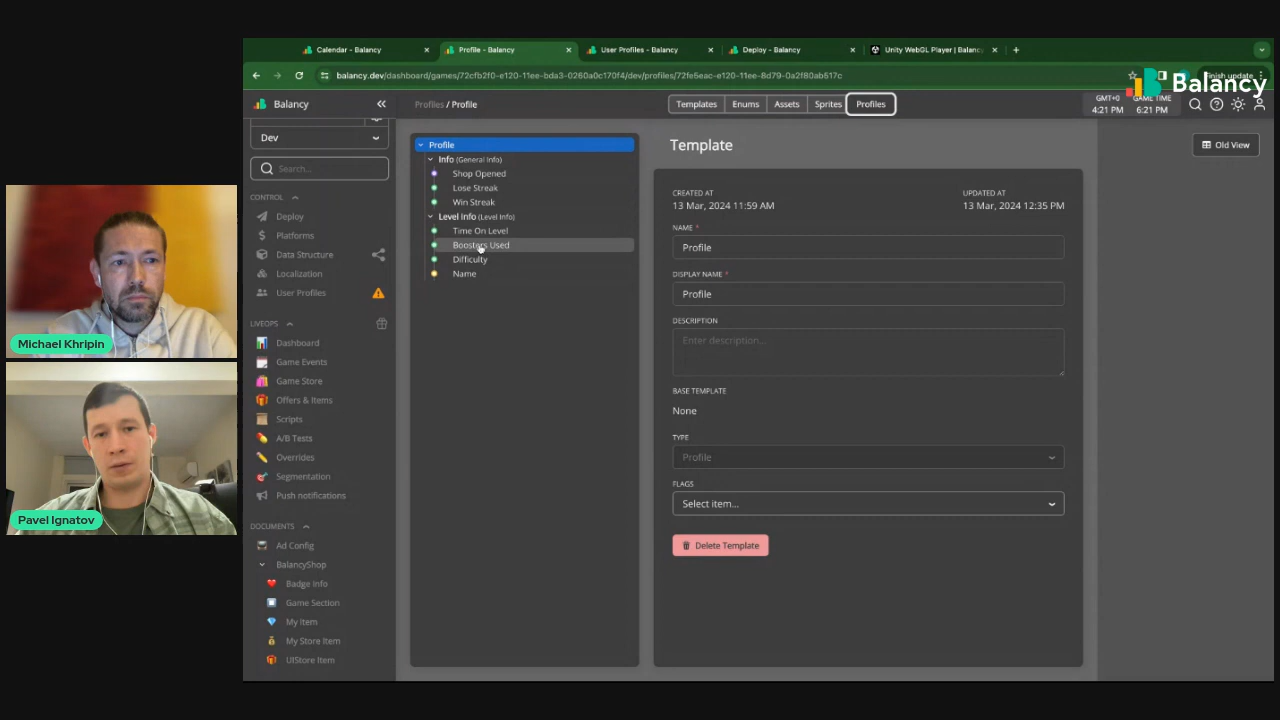 Calendar - Balancy
Profile - Balancy
User Profiles - Balancy
Deploy - Balancy
Unity WebGL Player | Balanc
balancy.dev/dashboard/games/72cfb2f0-e120-11ee-bda3-0260a0c170f4/dev/profiles/72fe6eac-e120-11ee-8d79-0a2f80ab617c
Finish update
Balancy
Balancy
Profiles / Profile
Templates
Enums
Assets
Sprites
Profiles
GMT+0
4:21 PM
GAME TIME
6:21 PM
Dev
Search...
CONTROL
Deploy
Platforms
Data Structure
Localization
User Profiles
LIVEOPS
Dashboard
Game Events
Game Store
Offers & Items
Scripts
A/B Tests
Overrides
Segmentation
Push notifications
DOCUMENTS
Ad Config
BalancyShop
Badge Info
Game Section
My Item
My Store Item
UIStore Item
Profile
Info (General Info)
Shop Opened
Lose Streak
Win Streak
Level Info (Level Info)
Time On Level
Boosters Used
Difficulty
Name
Template
Old View
CREATED AT
13 Mar, 2024 11:59 AM
UPDATED AT
13 Mar, 2024 12:35 PM
NAME *
Profile
DISPLAY NAME *
Profile
DESCRIPTION
Enter description...
BASE TEMPLATE
None
TYPE
Profile
FLAGS
Select item...
Delete Template
Michael Khripin
Pavel Ignatov